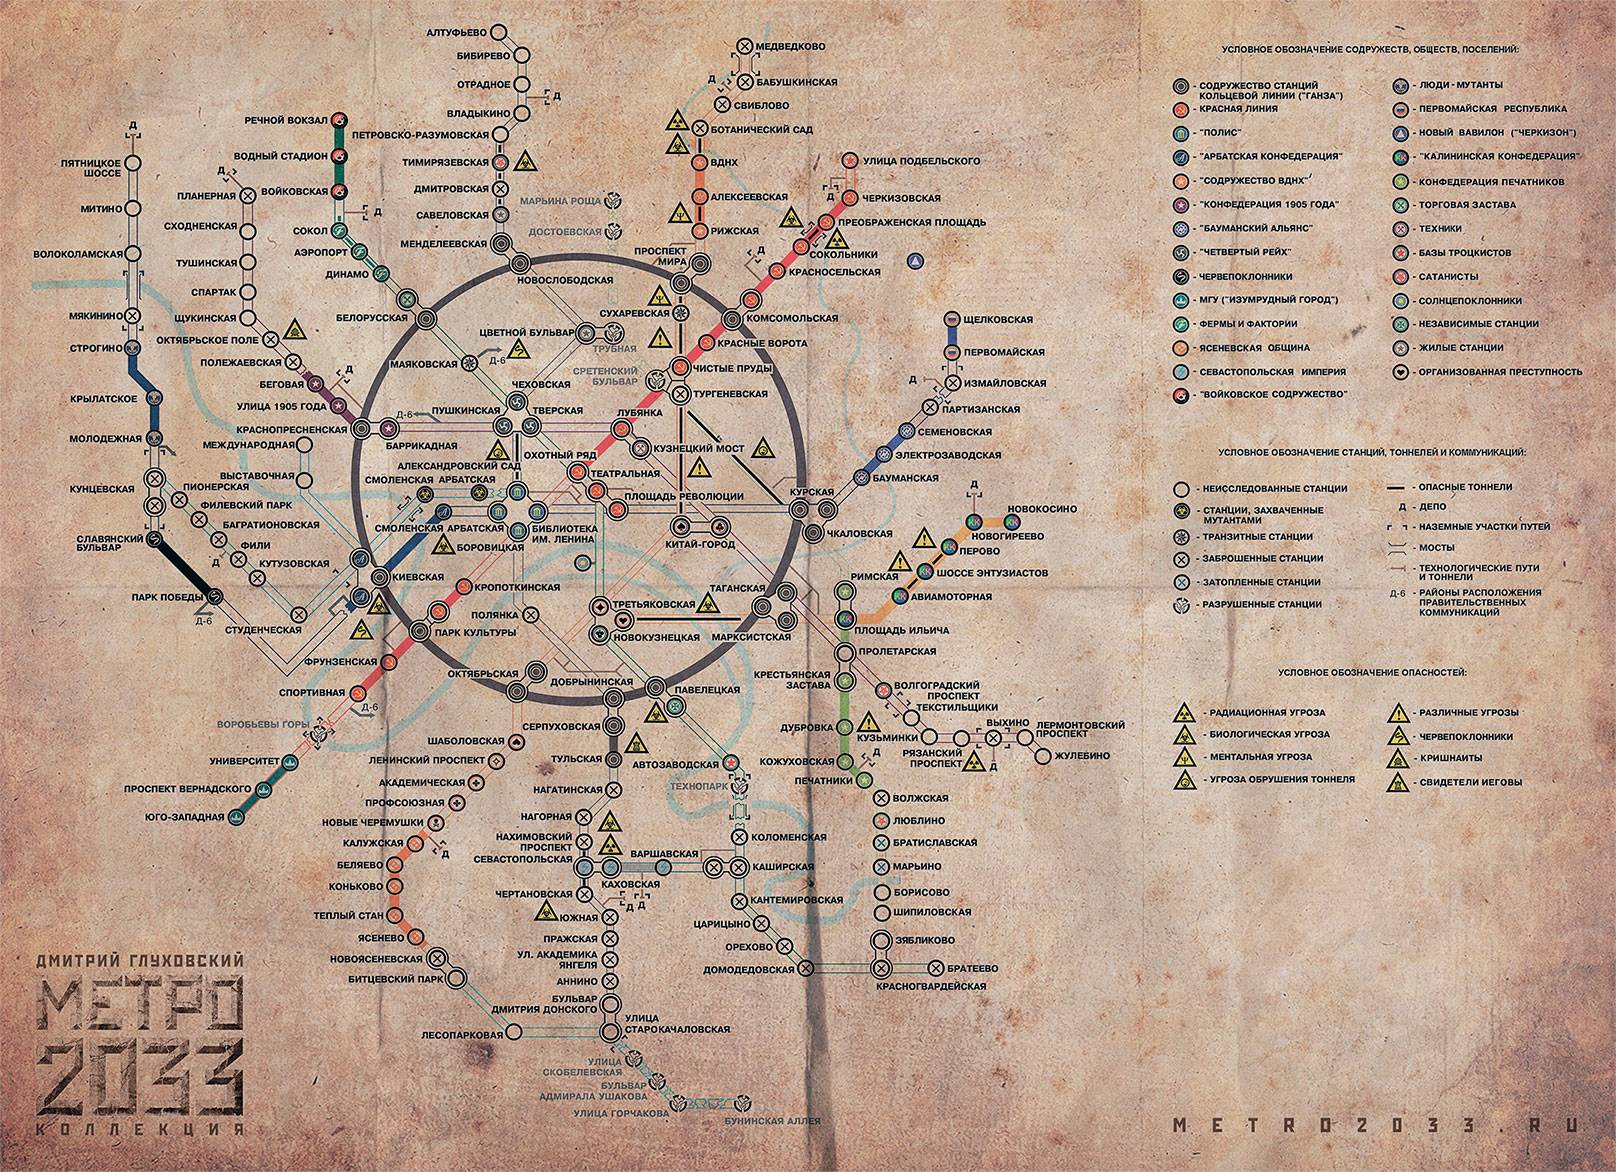 АЛТУФЬЕВО
БИБИРЕВО
ОТРАДНОЕ
Д
ВЛАДЫКИНО
ПЕТРОВСКО-РАЗУМОВСКАЯ
ТИМИРЯЗЕВСКАЯ
ДМИТРОВСКАЯ
САВЕЛОВСКАЯ
МЕНДЕЛЕЕВСКАЯ
НОВОСЛОБОДСКАЯ
МАРЬИНА РОЩА
ДОСТОЕВСКАЯ
МЕДВЕДКОВО
Д
БАБУШКИНСКАЯ
СВИБЛОВО
БОТАНИЧЕСКИЙ САД
ВДНХ
АЛЕКСЕЕВСКАЯ
РИЖСКАЯ
ПРОСПЕКТ
МИРА
СУХАРЕВСКАЯ
УЛИЦА ПОДБЕЛЬСКОГО
Д
ЧЕРКИЗОВСКАЯ
ПРЕОБРАЖЕНСКАЯ ПЛОЩАДЬ
СОКОЛЬНИКИ
Д
КРАСНОСЕЛЬСКАЯ
КОМСОМОЛЬСКАЯ
КРАСНЫЕ ВОРОТА
ЧИСТЫЕ ПРУДЫ
ТУРГЕНЕВСКАЯ
СРЕТЕНСКИЙ
БУЛЬВАР
ЦВЕТНОЙ БУЛЬВАР
ТРУБНАЯ
РЕЧНОЙ ВОКЗАЛ
ВОДНЫЙ СТАДИОН
ВОЙКОВСКАЯ
Д
СОКОЛ
АЭРОПОРТ
ДИНАМО
БЕЛОРУССКАЯ
МАЯКОВСКАЯ
Д-6
ЧЕХОВСКАЯ
ПУШКИНСКАЯ
ТВЕРСКАЯ
Д
ПЯТНИЦКОЕ
ШОССЕ
МИТИНО
ВОЛОКОЛАМСКАЯ
МЯКИНИНО
СТРОГИНО
КРЫЛАТСКОЕ
МОЛОДЕЖНАЯ
КУНЦЕВСКАЯ
СЛАВЯНСКИЙ
БУЛЬВАР
ПАРК ПОБЕДЫ
Д-6
Д
ПЛАНЕРНАЯ
СХОДНЕНСКАЯ
ТУШИНСКАЯ
СПАРТАК
ЩУКИНСКАЯ
ОКТЯБРЬСКОЕ ПОЛЕ
ПОЛЕЖАЕВСКАЯ
БЕГОВАЯ
Д
УЛИЦА 1905 ГОДА
Д-6
КРАСНОПРЕСНЕНСКАЯ
БАРРИКАДНАЯ
МЕЖДУНАРОДНАЯ
ВЫСТАВОЧНАЯ
ПИОНЕРСКАЯ
ФИЛЕВСКИЙ ПАРК
БАГРАТИОНОВСКАЯ
ФИЛИ
Д
КУТУЗОВСКАЯ
СТУДЕНЧЕСКАЯ
АЛЕКСАНДРОВСКИЙ САД
СМОЛЕНСКАЯ АРБАТСКАЯ
СМОЛЕНСКАЯ АРБАТСКАЯ
БОРОВИЦКАЯ
БИБЛИОТЕКА
ИМ. ЛЕНИНА
КИЕВСКАЯ
ЛУБЯНКА
КУЗНЕЦКИЙ МОСТ
ОХОТНЫЙ РЯД
ТЕАТРАЛЬНАЯ
ПЛОЩАДЬ РЕВОЛЮЦИИ
КИТАЙ-ГОРОД
КУРСКАЯ
ЧКАЛОВСКАЯ
ЩЕЛКОВСКАЯ
ПЕРВОМАЙСКАЯ
Д
ИЗМАЙЛОВСКАЯ
ПАРТИЗАНСКАЯ
СЕМЕНОВСКАЯ
ЭЛЕКТРОЗАВОДСКАЯ
БАУМАНСКАЯ
Д
НОВОКОСИНО
НОВОГИРЕЕВО
ПЕРОВО
ШОССЕ ЭНТУЗИАСТОВ
АВИАМОТОРНАЯ
РИМСКАЯ
ПЛОЩАДЬ ИЛЬИЧА
ТАГАНСКАЯ
МАРКСИСТСКАЯ
ТРЕТЬЯКОВСКАЯ
НОВОКУЗНЕЦКАЯ
ПОЛЯНКА
КРОПОТКИНСКАЯ
ПАРК КУЛЬТУРЫ
ФРУНЗЕНСКАЯ
СПОРТИВНАЯ
Д-6
ВОРОБЬЕВЫ ГОРЫ
УНИВЕРСИТЕТ
ПРОСПЕКТ ВЕРНАДСКОГО
ЮГО-ЗАПАДНАЯ
ОКТЯБРЬСКАЯ
ДОБРЫНИНСКАЯ
ПАВЕЛЕЦКАЯ
СЕРПУХОВСКАЯ
ТУЛЬСКАЯ
НАГАТИНСКАЯ
НАГОРНАЯ
НАХИМОВСКИЙ
ПРОСПЕКТ
СЕВАСТОПОЛЬСКАЯ
ВАРШАВСКАЯ
КАХОВСКАЯ
КАШИРСКАЯ
ЧЕРТАНОВСКАЯ
Д
Д
ЮЖНАЯ
ПРАЖСКАЯ
УЛ. АКАДЕМИКА
ЯНГЕЛЯ
АННИНО
БУЛЬВАР
ДМИТРИЯ ДОНСКОГО
УЛИЦА
СТАРОКАЧАЛОВСКАЯ
ЛЕСОПАРКОВАЯ
УЛИЦА
СКОБЕЛЕВСКАЯ
БУЛЬВАР
АДМИРАЛА УШАКОВА
УЛИЦА ГОРЧАКОВА
БУНИНСКАЯ АЛЛЕЯ
ШАБОЛОВСКАЯ
ЛЕНИНСКИЙ ПРОСПЕКТ
АКАДЕМИЧЕСКАЯ
ПРОФСОЮЗНАЯ
НОВЫЕ ЧЕРЕМУШКИ
КАЛУЖСКАЯ
Д
БЕЛЯЕВО
КОНЬКОВО
ТЕПЛЫЙ СТАН
ЯСЕНЕВО
НОВОЯСЕНЕВСКАЯ
БИТЦЕВСКИЙ ПАРК
АВТОЗАВОДСКАЯ
ТЕХНОПАРК
КОЛОМЕНСКАЯ
КАНТЕМИРОВСКАЯ
ЦАРИЦЫНО
ОРЕХОВО
ДОМОДЕДОВСКАЯ
КРАСНОГВАРДЕЙСКАЯ
БРАТЕЕВО
ПРОЛЕТАРСКАЯ
КРЕСТЬЯНСКАЯ
ЗАСТАВА
ВОЛГОГРАДСКИЙ
ПРОСПЕКТ
ТЕКСТИЛЬЩИКИ
КУЗЬМИНКИ
РЯЗАНСКИЙ
ПРОСПЕКТ
ВЫХИНО
Д
ЛЕРМОНТОВСКИЙ
ПРОСПЕКТ
ЖУЛЕБИНО
ДУБРОВКА
КОЖУХОВСКАЯ
Д
ПЕЧАТНИКИ
ВОЛЖСКАЯ
ЛЮБЛИНО
БРАТИСЛАВСКАЯ
МАРЬИНО
БОРИСОВО
ШИПИЛОВСКАЯ
ЗЯБЛИКОВО
УСЛОВНОЕ ОБОЗНАЧЕНИЕ СОДРУЖЕСТВ, ОБЩЕСТВ, ПОСЕЛЕНИЙ:
- СОДРУЖЕСТВО СТАНЦИЙ
КОЛЬЦЕВОЙ ЛИНИИ ("ГАНЗА")
- КРАСНАЯ ЛИНИЯ
- "ПОЛИС"
- "АРБАТСКАЯ КОНФЕДЕРАЦИЯ"
- "СОДРУЖЕСТВО ВДНХ"
- "КОНФЕДЕРАЦИЯ 1905 ГОДА"
- "БАУМАНСКИЙ АЛЬЯНС"
- "ЧЕТВЕРТЫЙ РЕЙХ"
- ЧЕРВЕПОКЛОННИКИ
- МГУ ("ИЗУМРУДНЫЙ ГОРОД")
- ФЕРМЫ И ФАКТОРИИ
- ЯСЕНЕВСКАЯ ОБЩИНА
- СЕВАСТОПОЛЬСКАЯ ИМПЕРИЯ
- "ВОЙКОВСКОЕ СОДРУЖЕСТВО"
- ЛЮДИ-МУТАНТЫ
- ПЕРВОМАЙСКАЯ РЕСПУБЛИКА
- НОВЫЙ ВАВИЛОН ("ЧЕРКИЗОН")
- "КАЛИНИНСКАЯ КОНФЕДЕРАЦИЯ"
- КОНФЕДЕРАЦИЯ ПЕЧАТНИКОВ
- ТОРГОВАЯ ЗАСТАВА
- ТЕХНИКИ
- БАЗЫ ТРОЦКИСТОВ
- САТАНИСТЫ
- СОЛНЦЕПОКЛОННИКИ
- НЕЗАВИСИМЫЕ СТАНЦИИ
- ЖИЛЫЕ СТАНЦИИ
- ОРГАНИЗОВАННАЯ ПРЕСТУПНОСТЬ
УСЛОВНОЕ ОБОЗНАЧЕНИЕ СТАНЦИЙ, ТОННЕЛЕЙ И КОММУНИКАЦИЙ:
- НЕИССЛЕДОВАННЫЕ СТАНЦИИ
- СТАНЦИИ, ЗАХВАЧЕННЫЕ
МУТАНТАМИ
- ТРАНЗИТНЫЕ СТАНЦИИ
- ЗАБРОШЕННЫЕ СТАНЦИИ
- ЗАТОПЛЕННЫЕ СТАНЦИИ
- РАЗРУШЕННЫЕ СТАНЦИИ
- ОПАСНЫЕ ТОННЕЛИ
Д - ДЕПО
- НАЗЕМНЫЕ УЧАСТКИ ПУТЕЙ
- МОСТЫ
- ТЕХНОЛОГИЧЕСКИЕ ПУТИ
И ТОННЕЛИ
Д-6 - РАЙОНЫ РАСПОЛОЖЕНИЯ
ПРАВИТЕЛЬСТВЕННЫХ
КОММУНИКАЦИЙ
УСЛОВНОЕ ОБОЗНАЧЕНИЕ ОПАСНОСТЕЙ:
- РАДИАЦИОННАЯ УГРОЗА
- БИОЛОГИЧЕСКАЯ УГРОЗА
- МЕНТАЛЬНАЯ УГРОЗА
- УГРОЗА ОБРУШЕНИЯ ТОННЕЛЯ
- РАЗЛИЧНЫЕ УГРОЗЫ
- ЧЕРВЕПОКЛОННИКИ
- КРИШНАИТЫ
- СВИДЕТЕЛИ ИЕГОВЫ
ДМИТРИЙ ГЛУХОВСКИЙ
МЕТРО
2033
КОЛЛЕКЦИЯ
METRO2033.RU